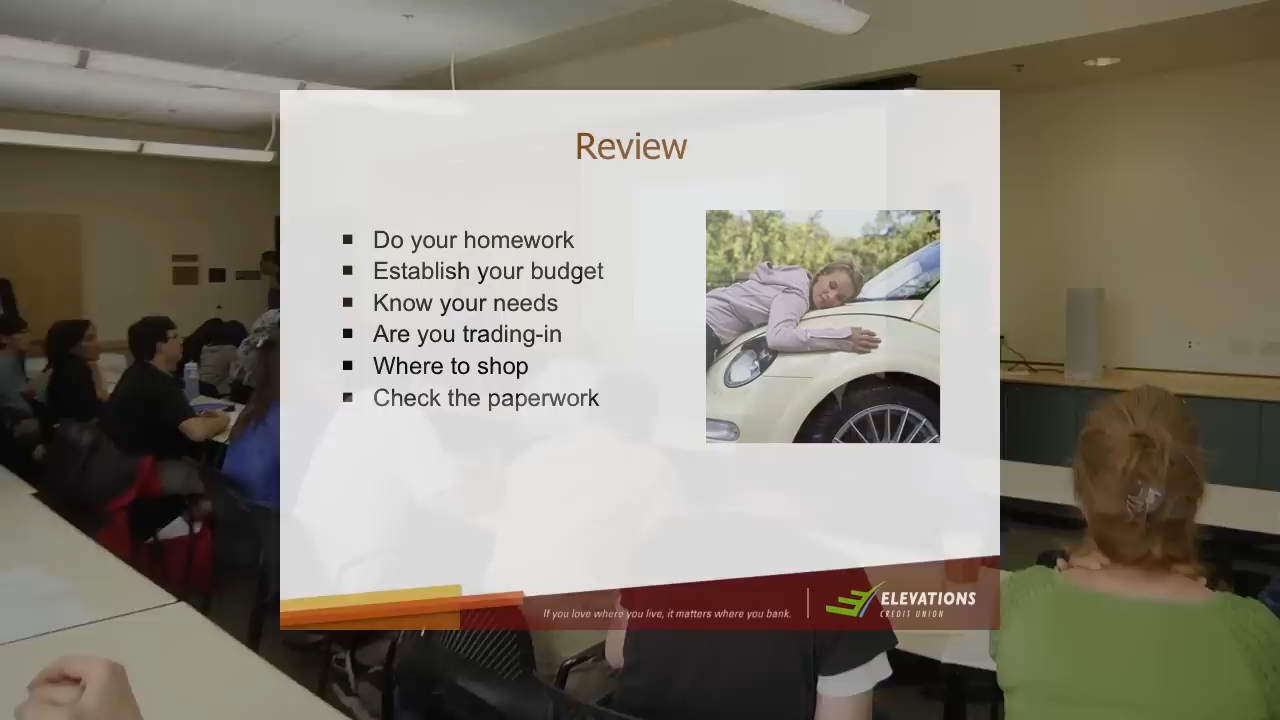 Review
Do your homework
Establish your budget
Know your needs
Are you trading-in
Where to shop
Check the paperwork
If you love where you live, it matters where you bank.
ELEVATIONS
CREDIT UNION